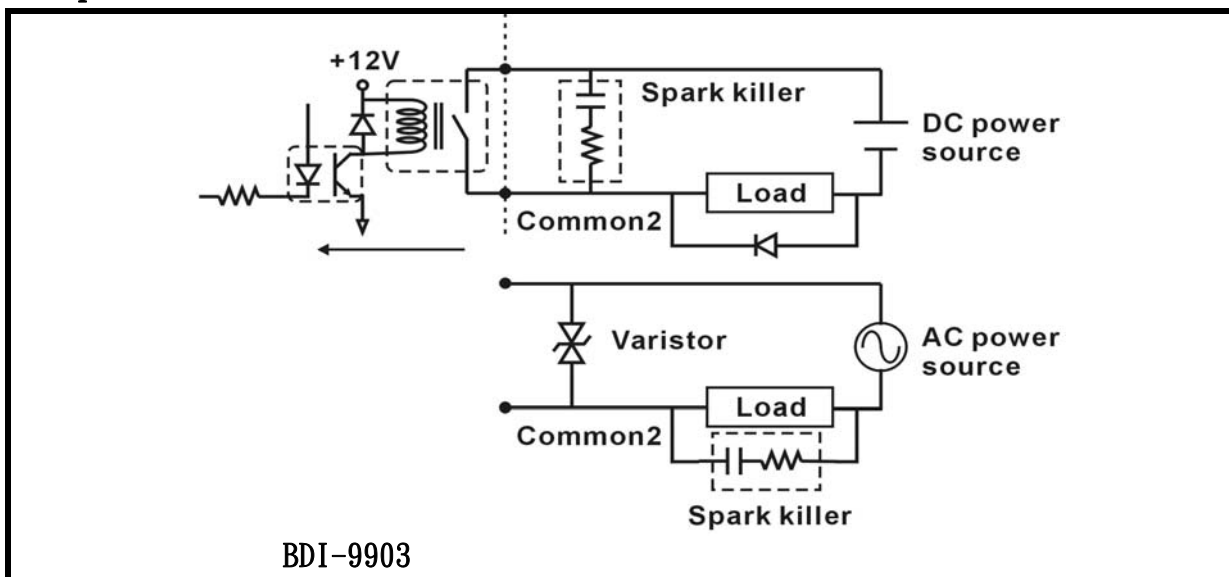 +12V
Spark killer
DC power
source
Load
Common2
Varistor
AC power
source
Load
Common2
Spark killer
BDI-9903